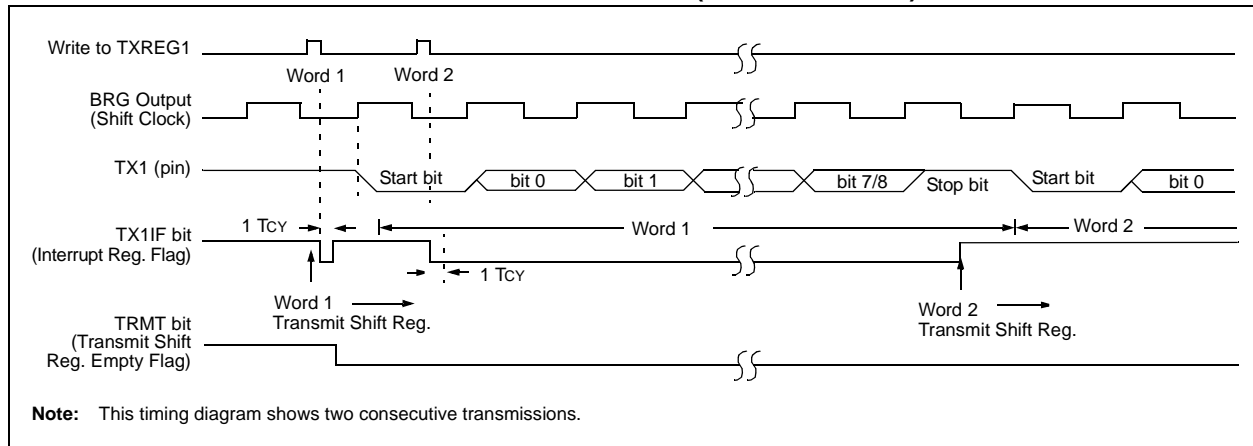 Write to TXREG1
Word 1
Word 2
BRG Output
(Shift Clock)
TX1 (pin)
Start bit
bit 0
bit 1
bit 7/8
Stop bit
Start bit
bit 0
1 TCY
Word 1
Word 2
TX1IF bit
(Interrupt Reg. Flag)
1 TCY
Word 1
Transmit Shift Reg.
Word 2
Transmit Shift Reg.
TRMT bit
(Transmit Shift
Reg. Empty Flag)
Note: This timing diagram shows two consecutive transmissions.